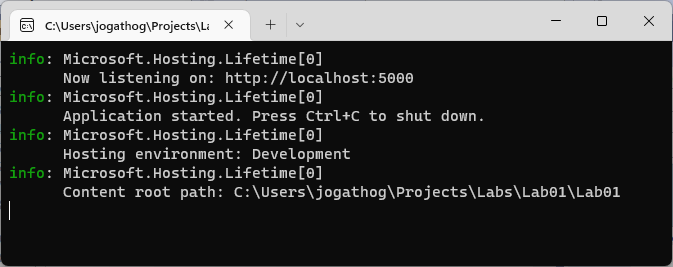 C:\Users\jogathog\Projects\La
info: Microsoft.Hosting.Lifetime[0]
      Now listening on: http://localhost:5000
info: Microsoft.Hosting.Lifetime[0]
      Application started. Press Ctrl+C to shut down.
info: Microsoft.Hosting.Lifetime[0]
      Hosting environment: Development
info: Microsoft.Hosting.Lifetime[0]
      Content root path: C:\Users\jogathog\Projects\Labs\Lab01\Lab01